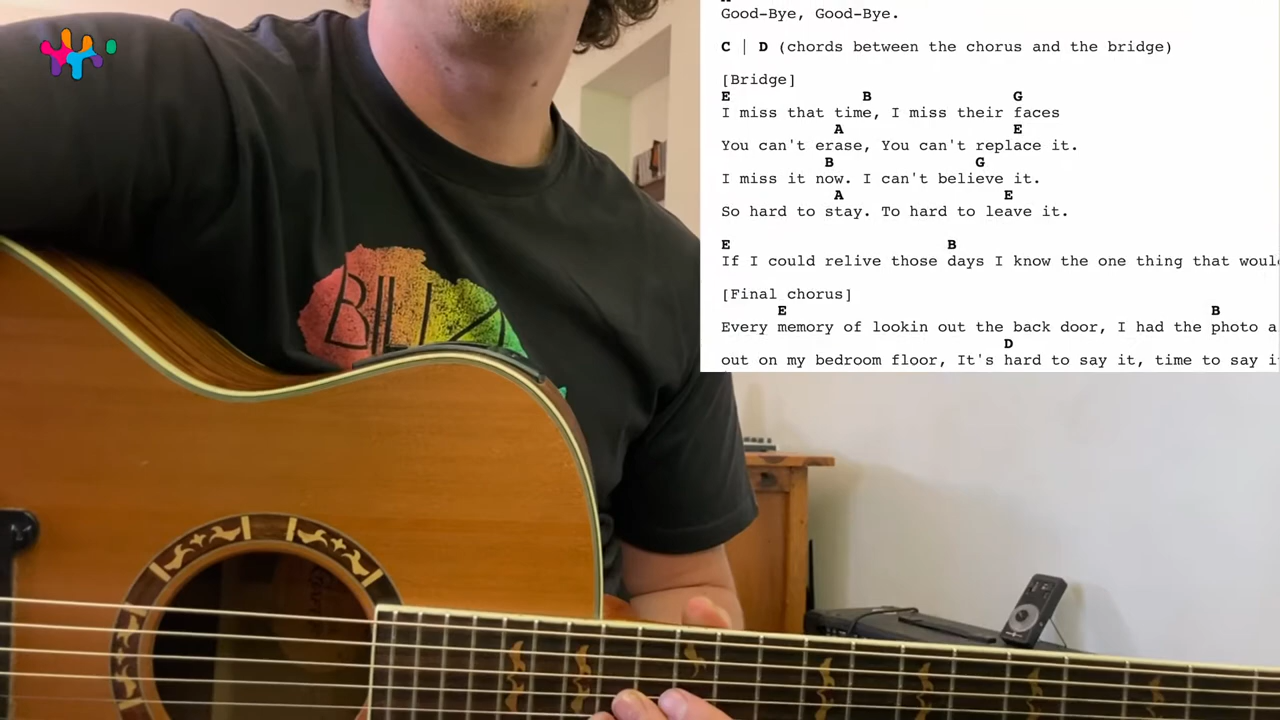 Good-Bye, Good-Bye.
C | D (chords between the chorus and the bridge)
[Bridge]
E B G
I miss that time, I miss their faces
A E
You can't erase, You can't replace it.
B G
I miss it now. I can't believe it.
A E
So hard to stay. To hard to leave it.
E B
If I could relive those days I know the one thing that woul
[Final chorus]
E B
Every memory of lookin out the back door, I had the photo a
D
out on my bedroom floor, It's hard to say it, time to say i